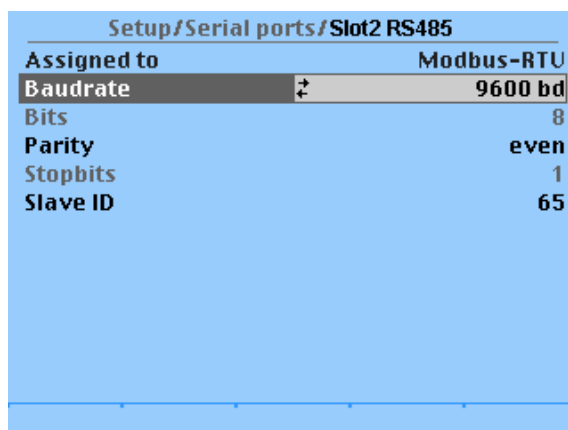 Setup/Serial ports/Slot2 RS485
Assigned to Modbus-RTU
Baudrate 9600 bd
Bits 8
Parity even
Stopbits 1
Slave ID 65